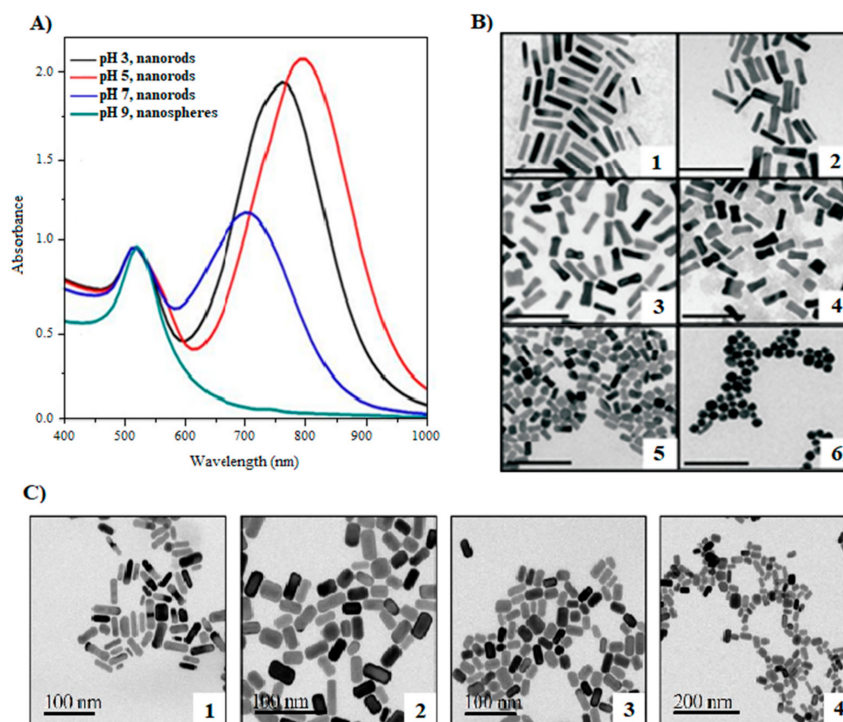 A)
pH 3, nanorods
pH 5, nanorods
pH 7, nanorods
pH 9, nanospheres
2.0
1.5
1.0
0.5
0.0
Absorbance
400 500 600 700 800 900 1000
Wavelength (nm)
B)
1
2
3
4
5
6
C)
100 nm
1
100 nm
2
100 nm
3
200 nm
4